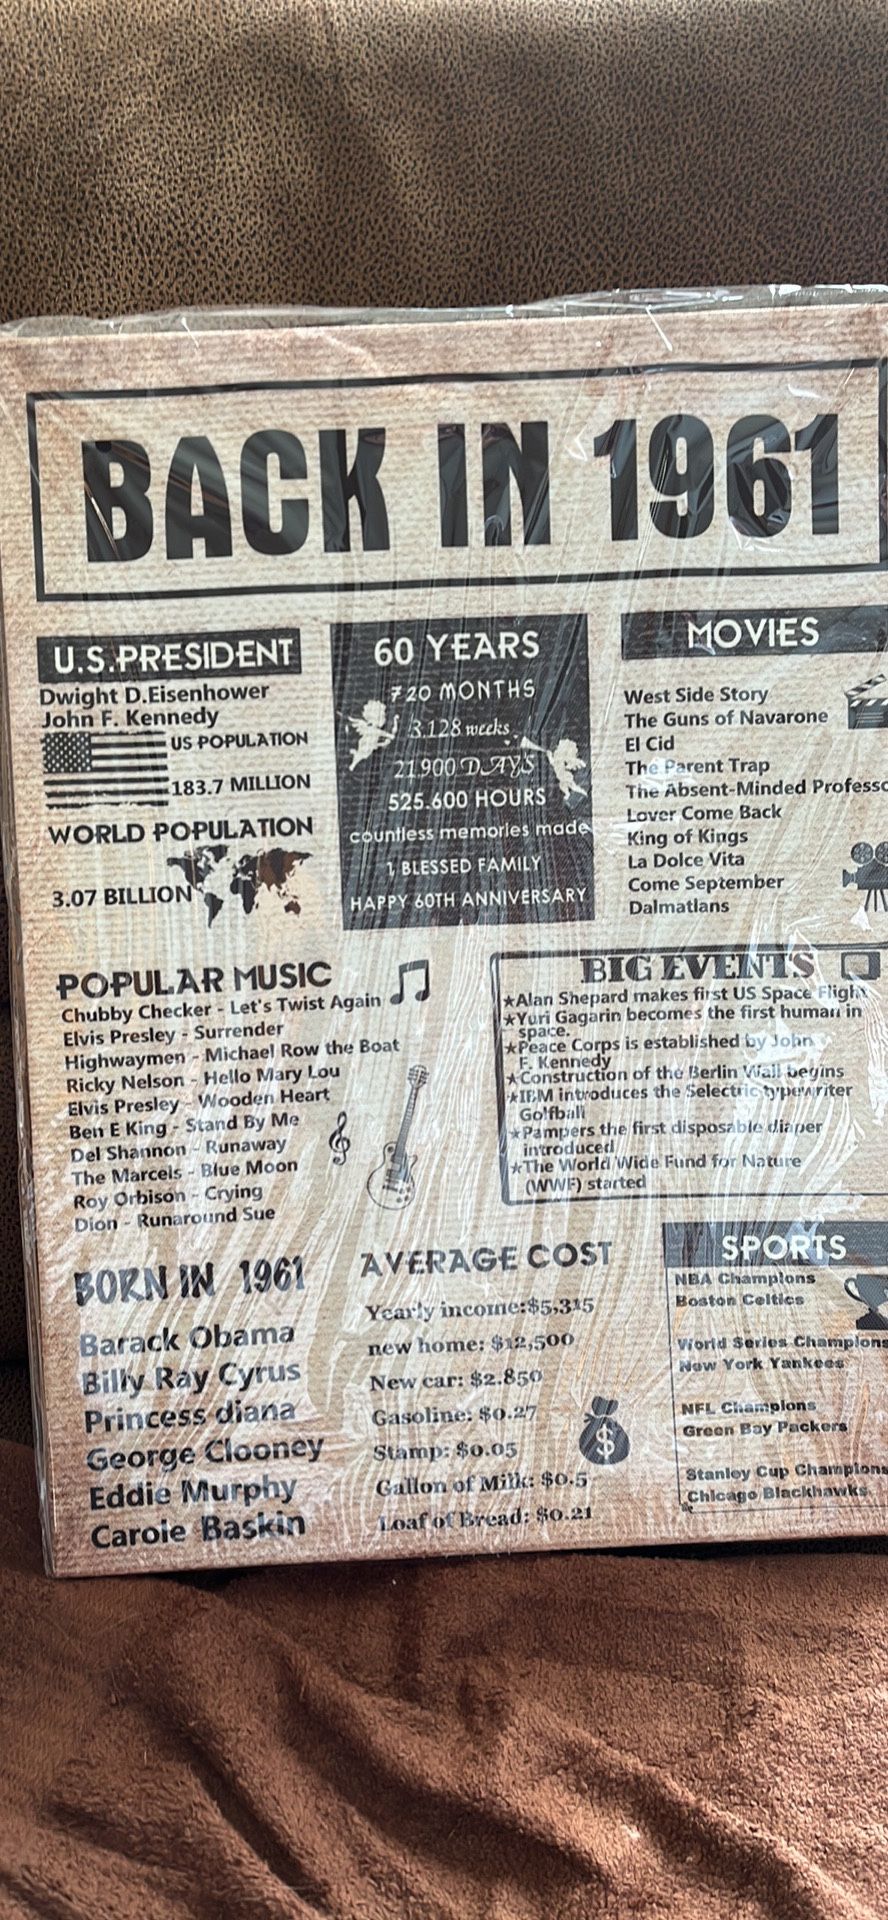 BACK IN 1961
U.S.PRESIDENT
Dwight D.Eisenhower
John F. Kennedy
US POPULATION
183.7 MILLION
WORLD POPULATION
3.07 BILLION
60 YEARS
720 MONTHS
3.128 weeks
21.900 DAYS
525.600 HOURS
countless memories made
1 BLESSED FAMILY
HAPPY 60TH ANNIVERSARY
MOVIES
West Side Story
The Guns of Navarone
El Cid
The Parent Trap
The Absent-Minded Professo
Lover Come Back
King of Kings
La Dolce Vita
Come September
Dalmatians
POPULAR MUSIC
Chubby Checker - Let's Twist Again
Elvis Presley - Surrender
Highwaymen - Michael Row the Boat
Ricky Nelson - Hello Mary Lou
Elvis Presley - Wooden Heart
Ben E King - Stand By Me
Del Shannon - Runaway
The Marcels - Blue Moon
Roy Orbison - Crying
Dion - Runaround Sue
BIG EVENTS
★Alan Shepard makes first US Space Flight
★Yuri Gagarin becomes the first human in
space.
★Peace Corps is established by John
F. Kennedy
★Construction of the Berlin Wall begins
★IBM introduces the Selectric typewriter
Golfball
★Pampers the first disposable diaper
introduced
★The World Wide Fund for Nature
(WWF) started
BORN IN 1961
Barack Obama
Billy Ray Cyrus
Princess diana
George Clooney
Eddie Murphy
Carole Baskin
AVERAGE COST
Yearly income:$5,315
new home: $12,500
New car: $2.850
Gasoline: $0.27
Stamp: $0.05
Gallon of Milk: $0.5
Loaf of Bread: $0.21
$
SPORTS
NBA Champions
Boston Celtics
World Series Champions
New York Yankees
NFL Champions
Green Bay Packers
Stanley Cup Champions
Chicago Blackhawks